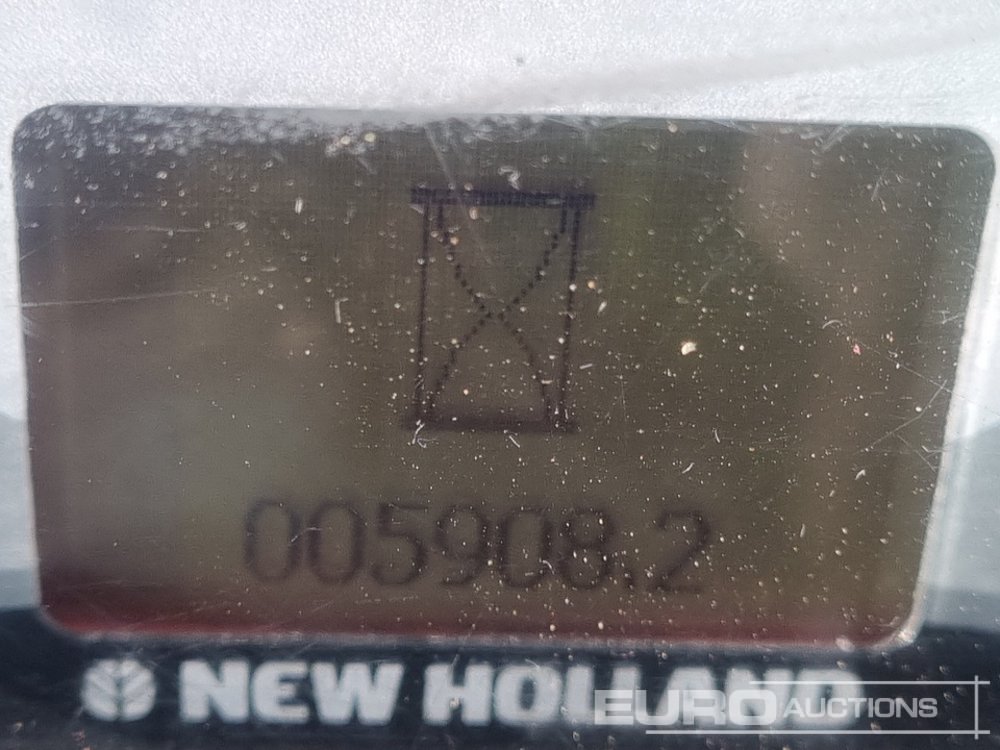 005908.2
NEW HOLLAND
EURO AUCTIONS